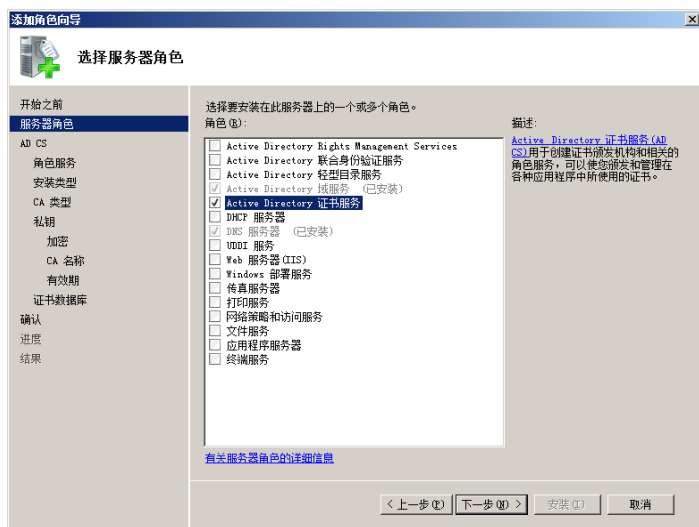 添加角色向导
选择服务器角色
开始之前
服务器角色
AD CS
角色服务
安装类型
CA 类型
私钥
加密
CA 名称
有效期
证书数据库
确认
进度
结果
选择要安装在此服务器上的一个或多个角色。
角色(R):
Active Directory Rights Management Services
Active Directory 联合身份验证服务
Active Directory 轻型目录服务
Active Directory 域服务 (已安装)
Active Directory 证书服务
DHCP 服务器
DNS 服务器 (已安装)
UDDI 服务
Web 服务器(IIS)
Windows 部署服务
传真服务器
打印服务
网络策略和访问服务
文件服务
应用程序服务器
终端服务
有关服务器角色的详细信息
描述:
Active Directory 证书服务(AD
CS)用于创建证书颁发机构和相关的
角色服务，可以使您颁发和管理在
各种应用程序中所使用的证书。
< 上一步(P)
下一步(N) >
安装(I)
取消